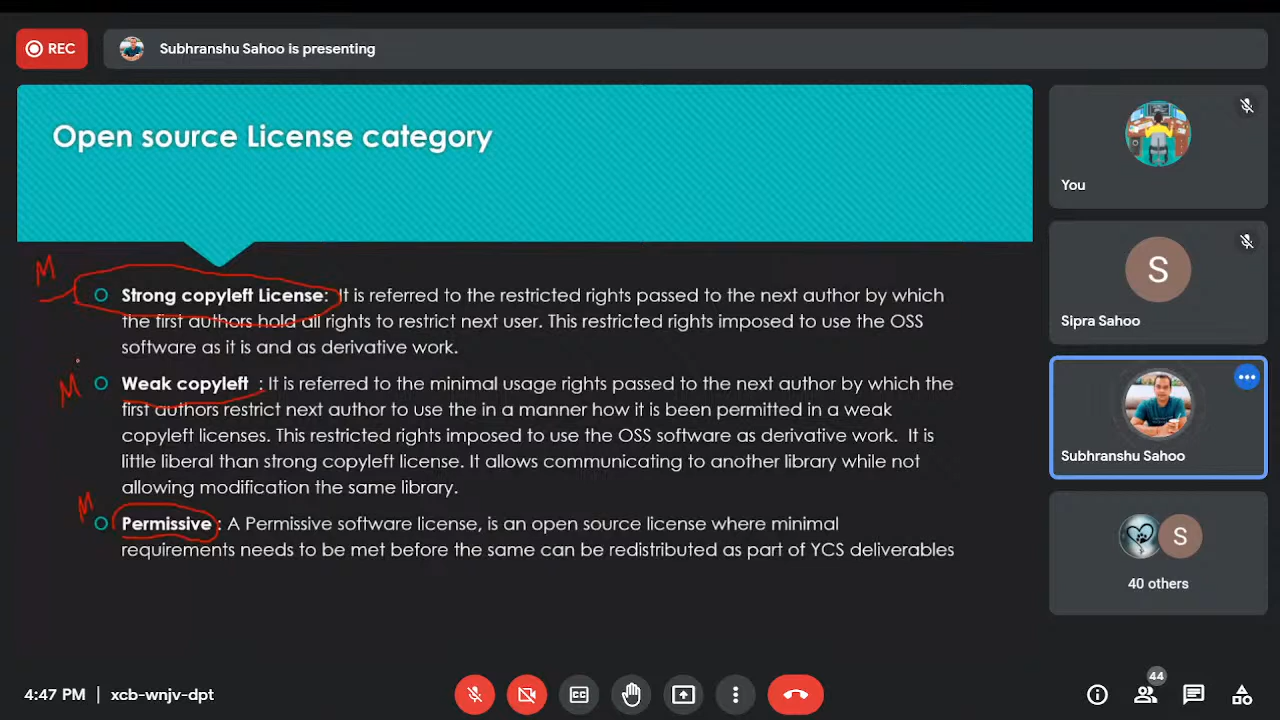 REC
Subhranshu Sahoo is presenting
Open source License category
You
M
Strong copyleft License: It is referred to the restricted rights passed to the next author by which
the first authors hold all rights to restrict next user. This restricted rights imposed to use the OSS
software as it is and as derivative work.
S
Sipra Sahoo
M
Weak copyleft : It is referred to the minimal usage rights passed to the next author by which the
first authors restrict next author to use the in a manner how it is been permitted in a weak
copyleft licenses. This restricted rights imposed to use the OSS software as derivative work. It is
little liberal than strong copyleft license. It allows communicating to another library while not
allowing modification the same library.
Subhranshu Sahoo
M
Permissive : A Permissive software license, is an open source license where minimal
requirements needs to be met before the same can be redistributed as part of YCS deliverables
S
40 others
4:47 PM | xcb-wnjv-dpt
CC
44